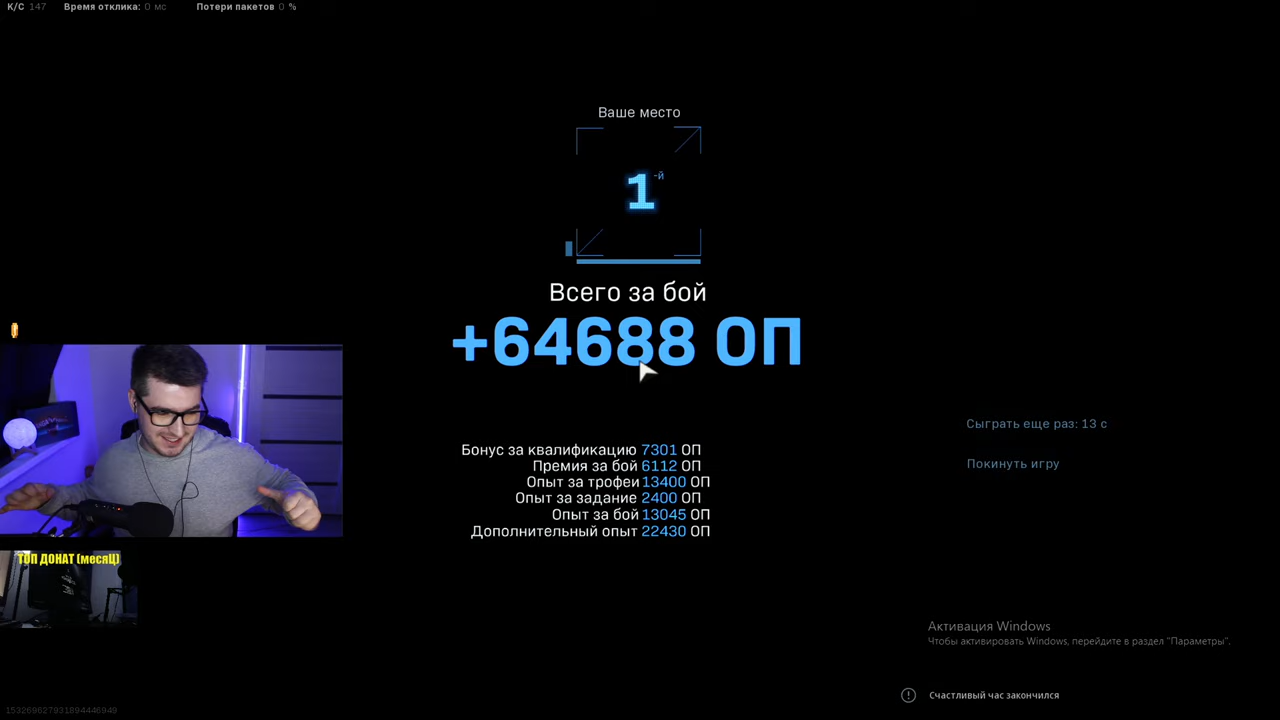 К/С 147 Время отклика: 0 мс Потери пакетов 0 %
Ваше место
1-й
Всего за бой
+64688 ОП
Бонус за квалификацию 7301 ОП
Премия за бой 6112 ОП
Опыт за трофеи 13400 ОП
Опыт за задание 2400 ОП
Опыт за бой 13045 ОП
Дополнительный опыт 22430 ОП
Сыграть еще раз: 13 с
Покинуть игру
ТОП ДОНАТ (месяЦ)
Активация Windows
Чтобы активировать Windows, перейдите в раздел "Параметры".
Счастливый час закончился